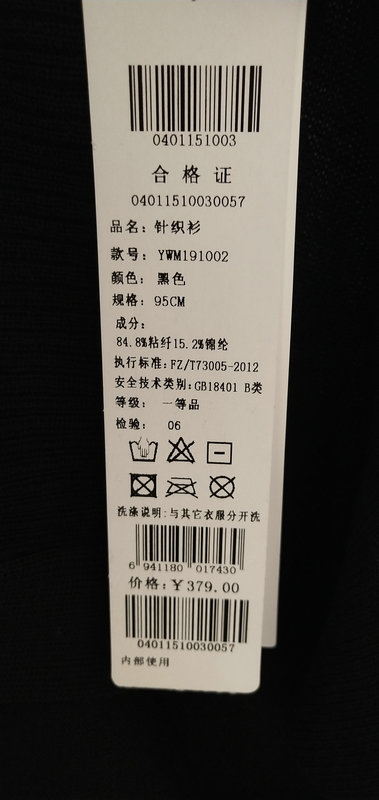 0401151003
合格证
04011510030057
品名：针织衫
款号：YWM191002
颜色：黑色
规格：95CM
成分：
84.8%粘纤15.2%锦纶
执行标准：FZ/T73005-2012
安全技术类别：GB18401 B类
等级： 一等品
检验： 06
洗涤说明：与其它衣服分开洗
6 941180 017430
价格：￥379.00
04011510030057
内部使用